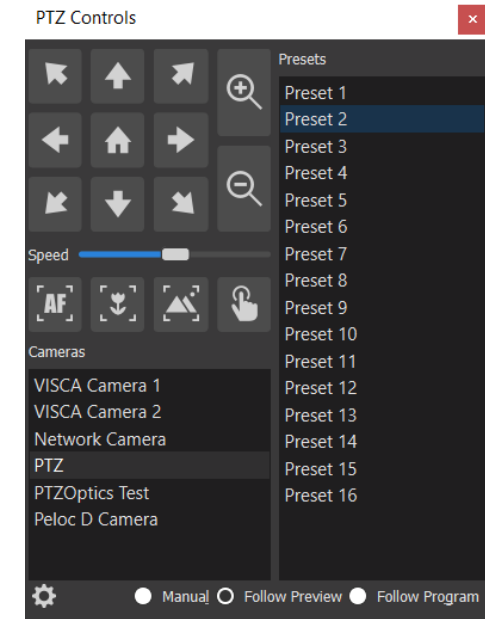 PTZ Controls
Presets
Preset 1
Preset 2
Preset 3
Preset 4
Preset 5
Preset 6
Preset 7
Preset 8
Preset 9
Preset 10
Preset 11
Preset 12
Preset 13
Preset 14
Preset 15
Preset 16
Speed
AF
Cameras
VISCA Camera 1
VISCA Camera 2
Network Camera
PTZ
PTZOptics Test
Peloc D Camera
Manual Follow Preview Follow Program